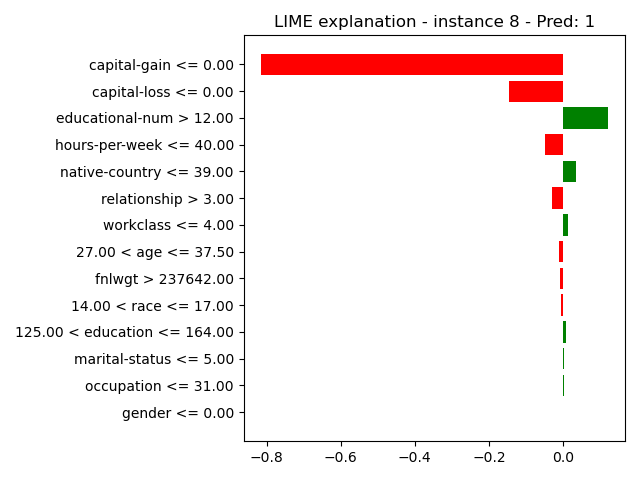 LIME explanation - instance 8 - Pred: 1
capital-gain <= 0.00
capital-loss <= 0.00
educational-num > 12.00
hours-per-week <= 40.00
native-country <= 39.00
relationship > 3.00
workclass <= 4.00
27.00 < age <= 37.50
fnlwgt > 237642.00
14.00 < race <= 17.00
125.00 < education <= 164.00
marital-status <= 5.00
occupation <= 31.00
gender <= 0.00
−0.8 −0.6 −0.4 −0.2 0.0